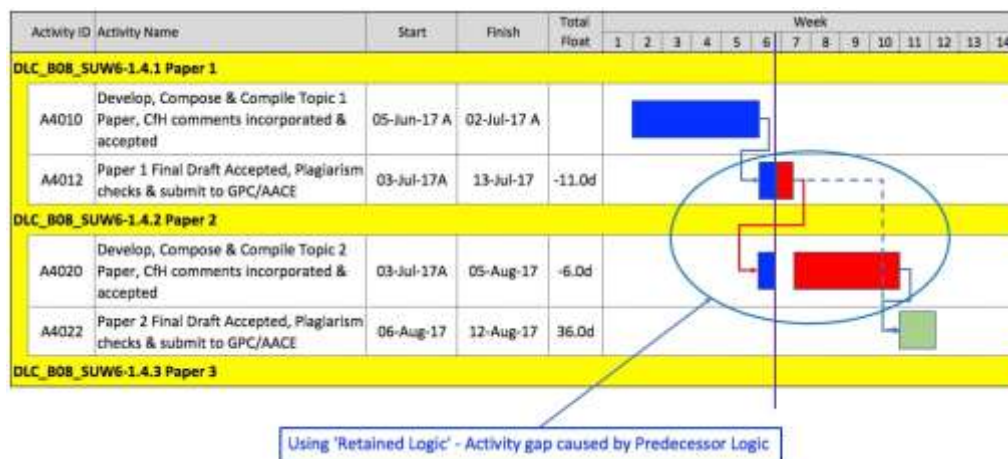 Activity ID Activity Name Start Finish Total Float Week
1 2 3 4 5 6 7 8 9 10 11 12 13 14
DLC_B08_SUW6-1.4.1 Paper 1
A4010 Develop, Compose & Compile Topic 1 Paper, CfH comments incorporated & accepted 05-Jun-17 A 02-Jul-17 A
A4012 Paper 1 Final Draft Accepted, Plagiarism checks & submit to GPC/AACE 03-Jul-17A 13-Jul-17 -11.0d
DLC_B08_SUW6-1.4.2 Paper 2
A4020 Develop, Compose & Compile Topic 2 Paper, CfH comments incorporated & accepted 03-Jul-17A 05-Aug-17 -6.0d
A4022 Paper 2 Final Draft Accepted, Plagiarism checks & submit to GPC/AACE 06-Aug-17 12-Aug-17 36.0d
DLC_B08_SUW6-1.4.3 Paper 3
Using 'Retained Logic' - Activity gap caused by Predecessor Logic